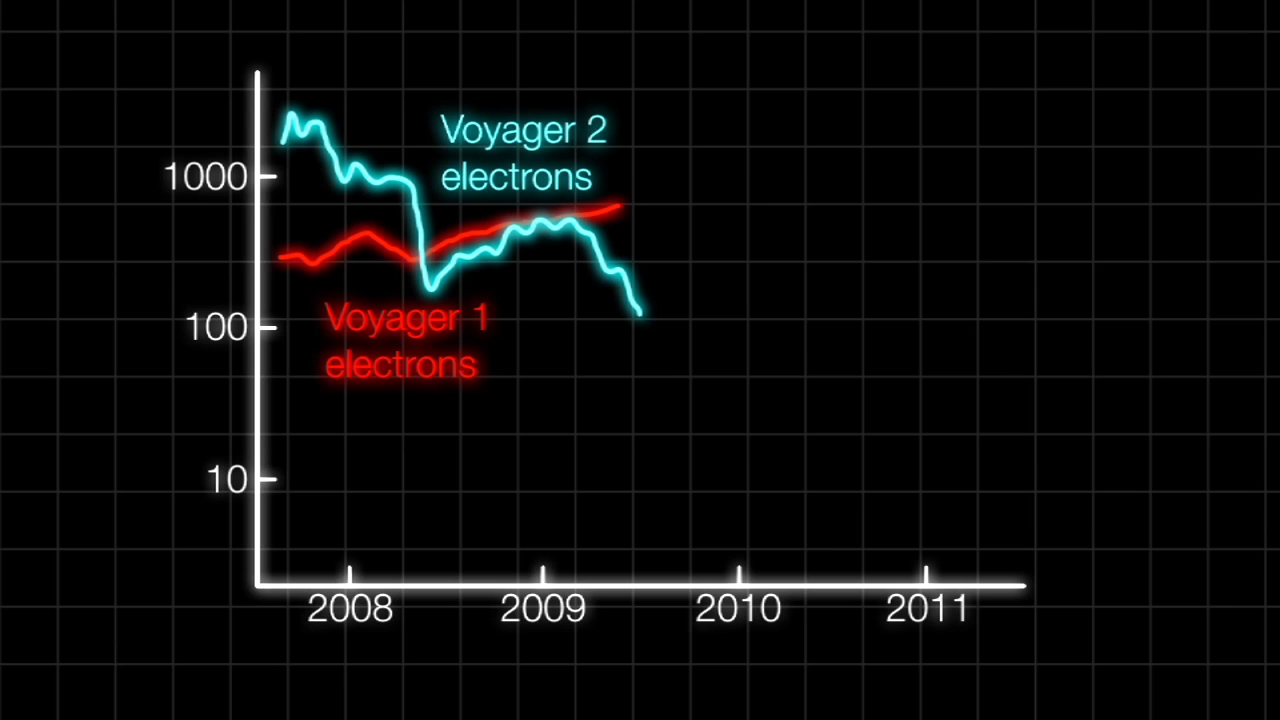 Voyager 2
electrons
1000
Voyager 1
electrons
100
10
2008 2009 2010 2011